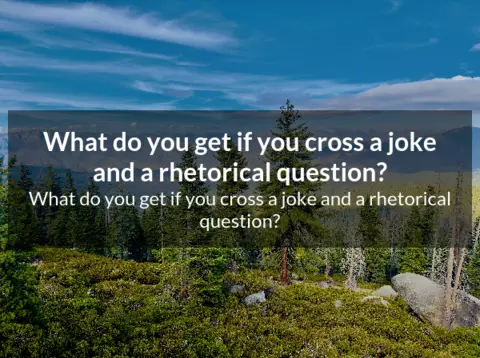 What do you get if you cross a joke
and a rhetorical question?
What do you get if you cross a joke and a rhetorical
question?